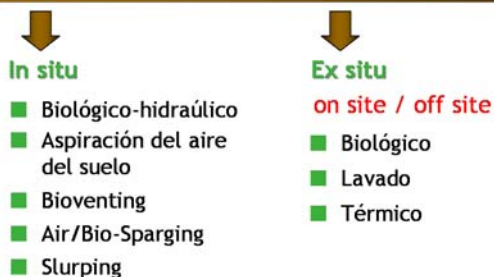 In situ
Biológico-hidraúlico
Aspiración del aire
del suelo
Bioventing
Air/Bio-Sparging
Slurping
Ex situ
on site / off site
Biológico
Lavado
Térmico